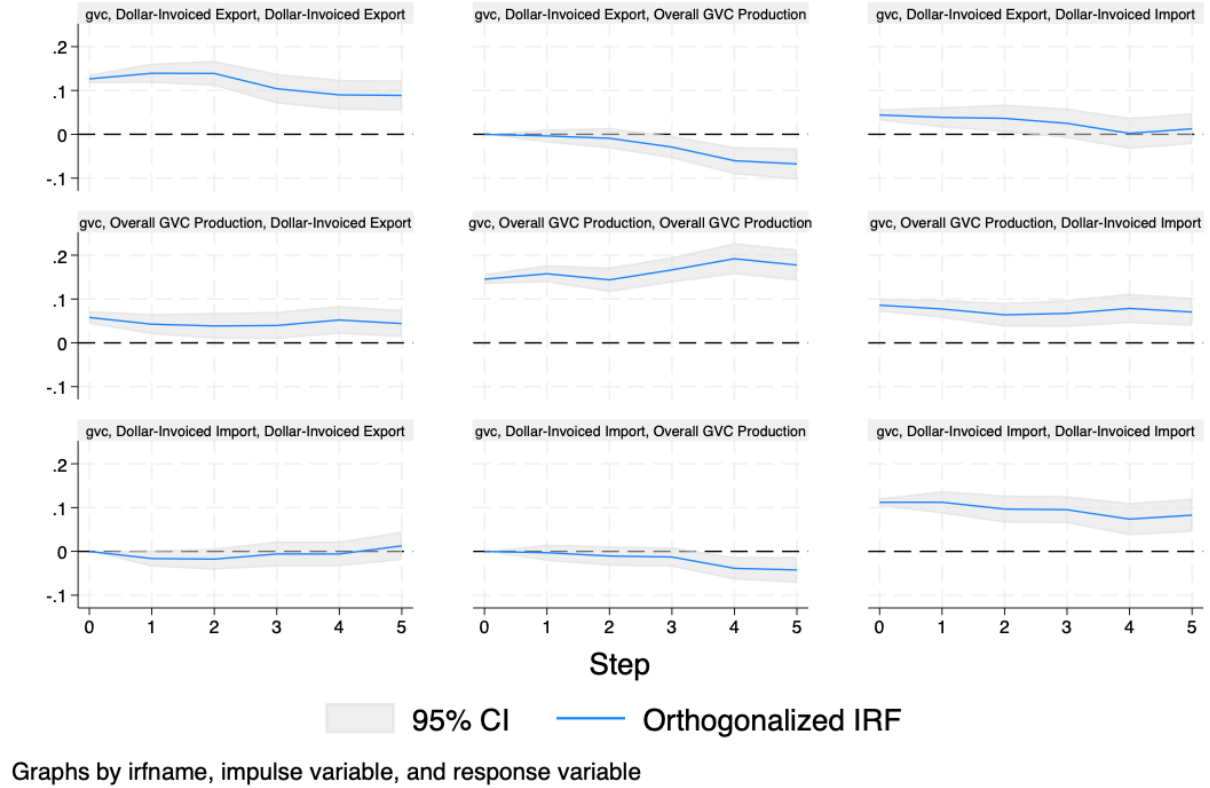 gvc, Dollar-Invoiced Export, Dollar-Invoiced Export
gvc, Dollar-Invoiced Export, Overall GVC Production
gvc, Dollar-Invoiced Export, Dollar-Invoiced Import
.2
.1
0
-.1
gvc, Overall GVC Production, Dollar-Invoiced Export
gvc, Overall GVC Production, Overall GVC Production
gvc, Overall GVC Production, Dollar-Invoiced Import
.2
.1
0
-.1
gvc, Dollar-Invoiced Import, Dollar-Invoiced Export
gvc, Dollar-Invoiced Import, Overall GVC Production
gvc, Dollar-Invoiced Import, Dollar-Invoiced Import
.2
.1
0
-.1
0 1 2 3 4 5
0 1 2 3 4 5
0 1 2 3 4 5
Step
95% CI
Orthogonalized IRF
Graphs by irfname, impulse variable, and response variable